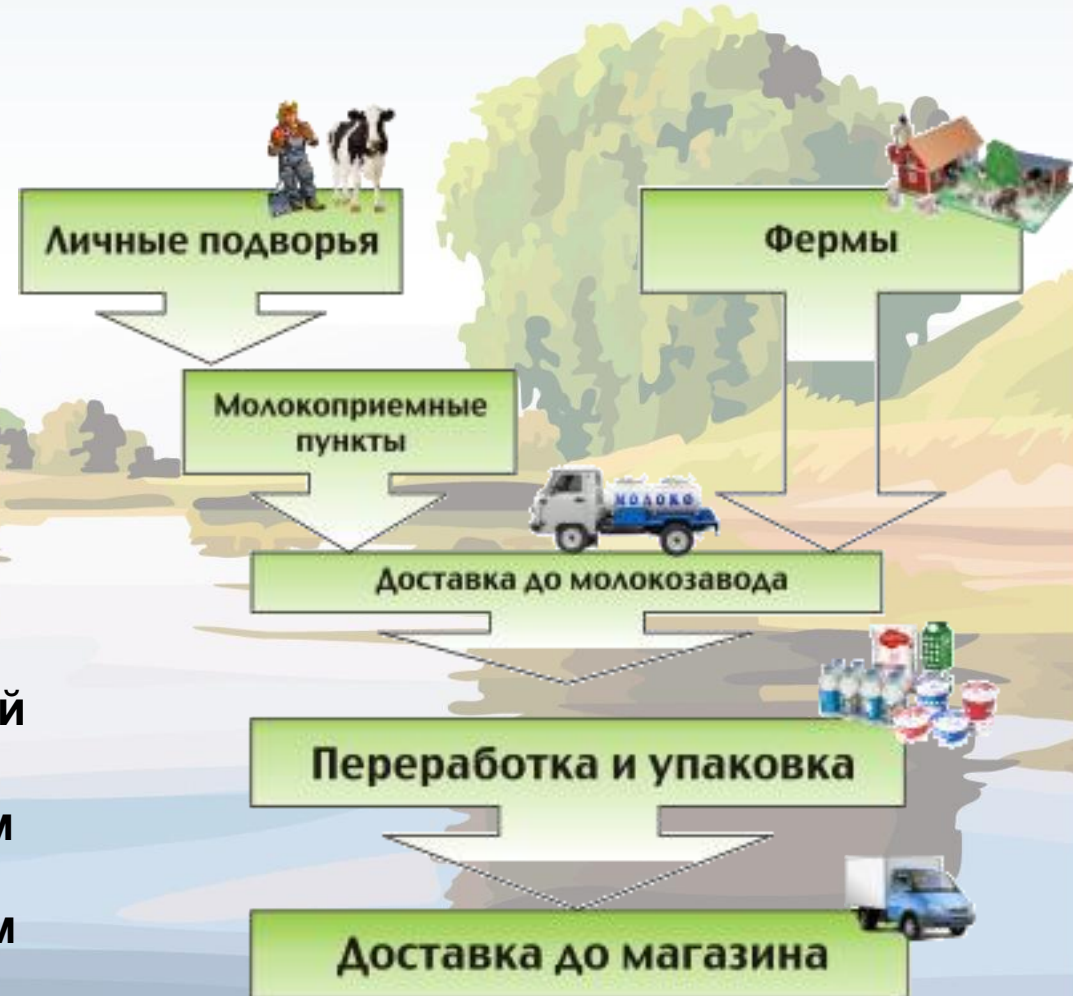 Личные подворья
Фермы
Молокоприемные
пункты
МОЛОКО
Доставка до молокозавода
й
Переработка и упаковка
м
м
Доставка до магазина